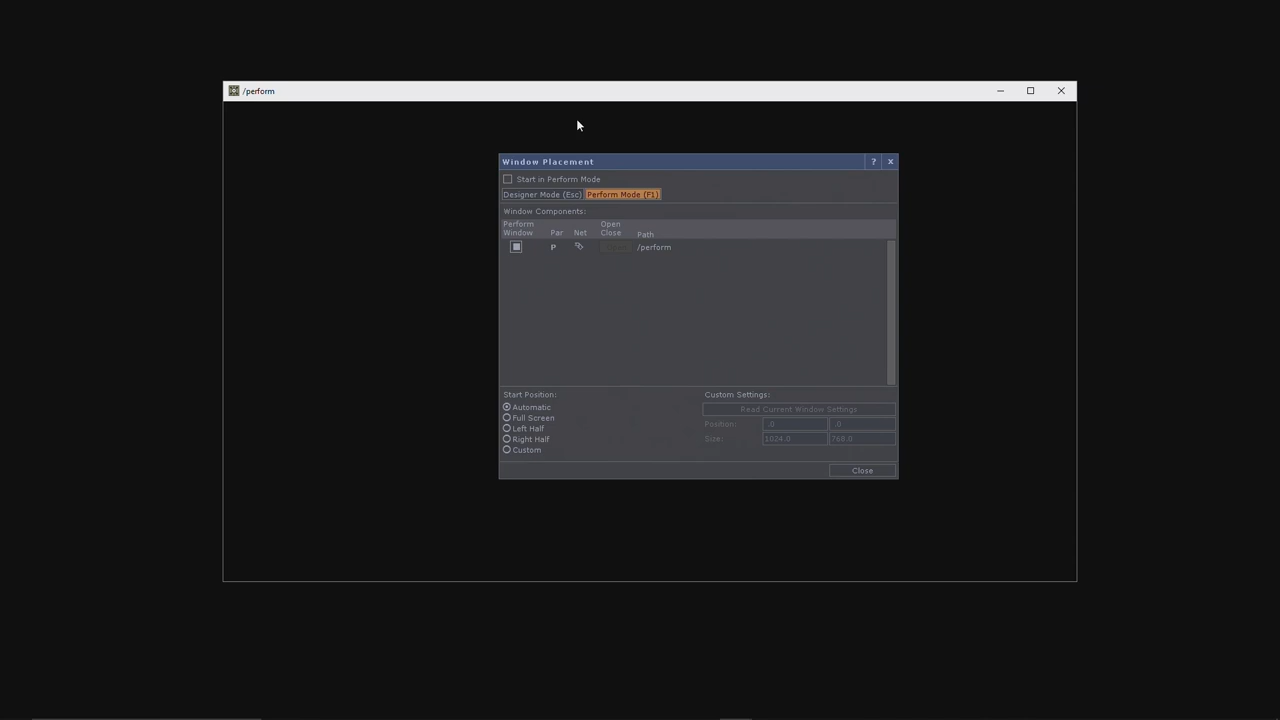 /perform
Window Placement ? x
Start in Perform Mode
Designer Mode (Esc) Perform Mode (F1)
Window Components:
Perform Window Par Net Open Close Path
P /perform
Start Position: Custom Settings:
Automatic Read Current Window Settings
Full Screen Position: .0 .0
Left Half
Right Half Size: 1024.0 768.0
Custom
Close